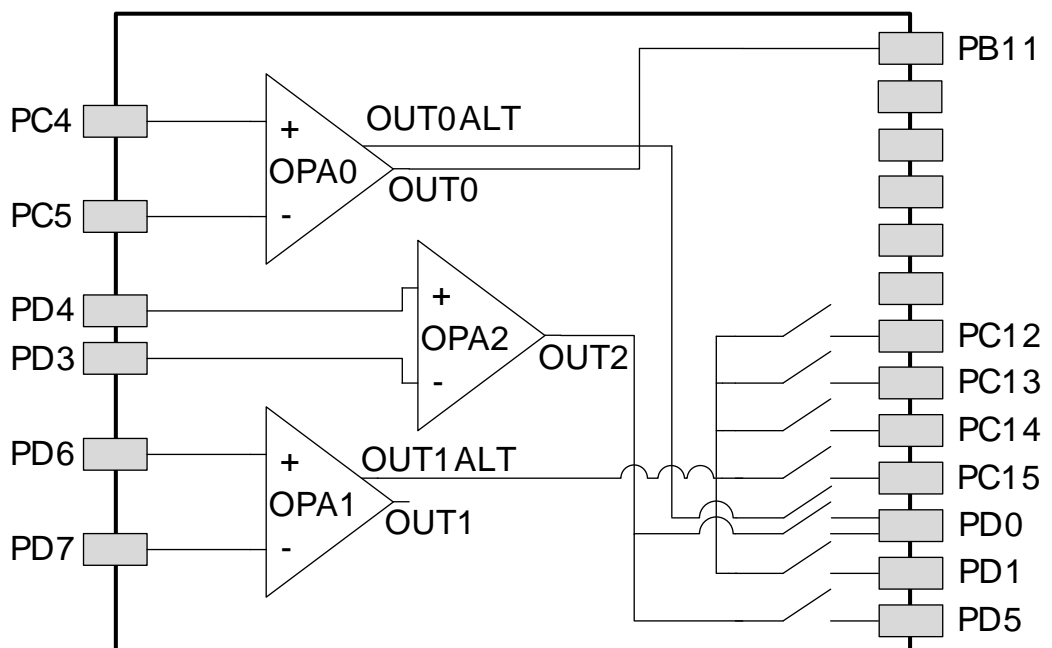 PB11
PC4
+
OUT0ALT
OPA0
OUT0
PC5
-
PD4
+
PC12
OPA2
OUT2
PD3
-
PC13
PC14
PD6
+
OUT1ALT
PC15
OPA1
OUT1
PD0
PD7
-
PD1
PD5